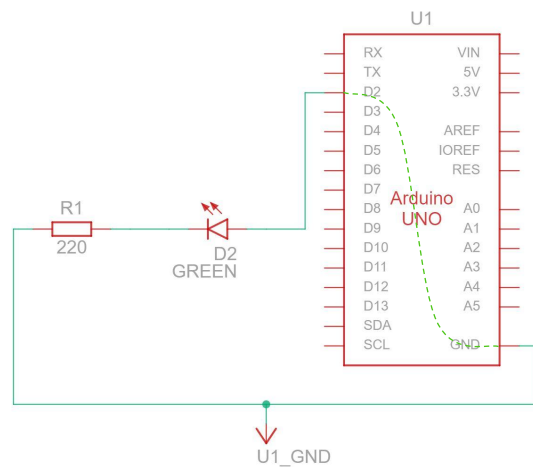 U1
RX VIN
TX 5V
D2 3.3V
D3
D4 AREF
D5 IOREF
D6 RES
D7
Arduino
D8 A0
UNO
D9 A1
D10 A2
D11 A3
D12 A4
D13 A5
SDA
SCL GND
R1
220
D2
GREEN
U1_GND